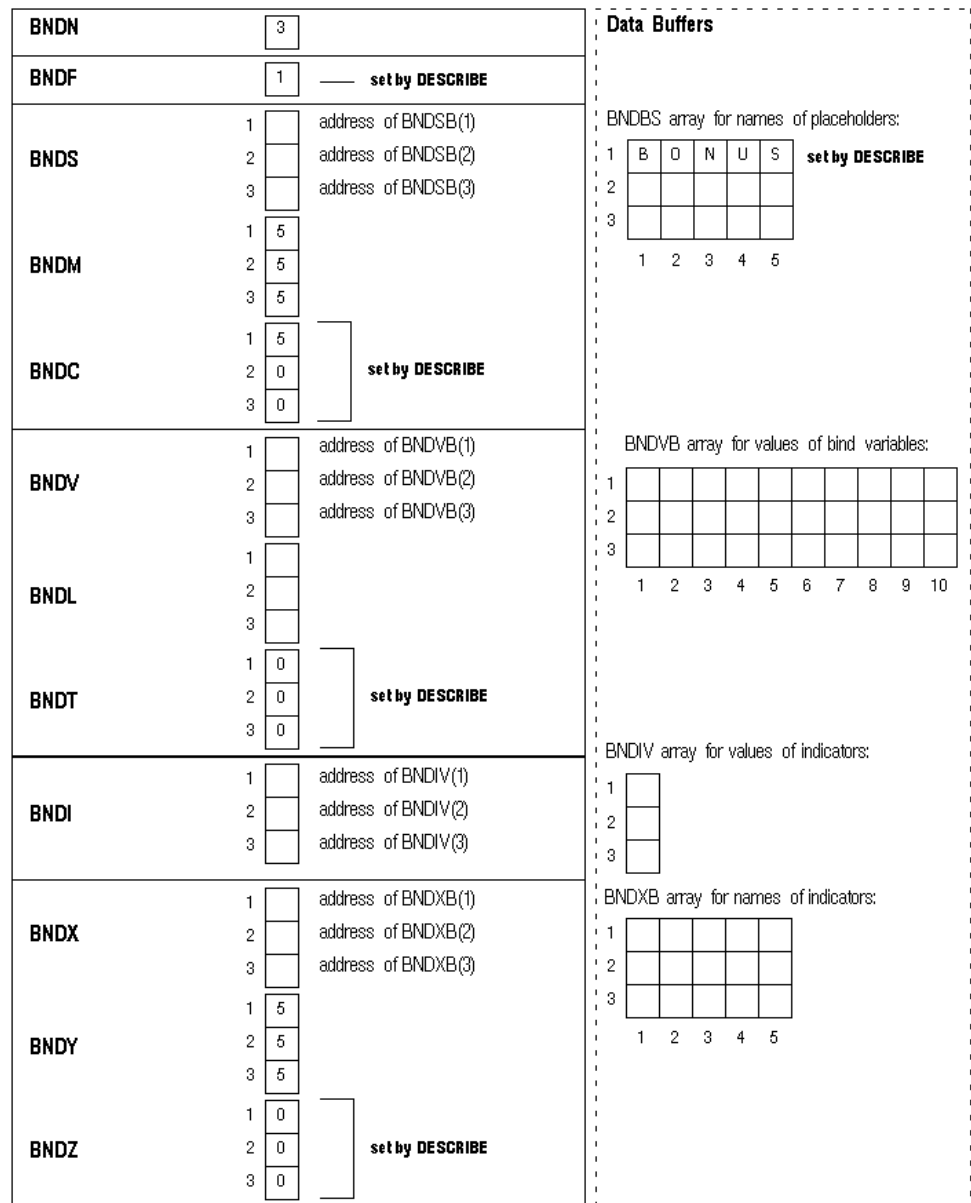 BNDN 3
BNDF 1 set by DESCRIBE
1 address of BNDSB(1)
BNDS 2 address of BNDSB(2)
3 address of BNDSB(3)
1 5
BNDM 2 5
3 5
1 5
BNDC 2 0 set by DESCRIBE
3 0
1 address of BNDVB(1)
BNDV 2 address of BNDVB(2)
3 address of BNDVB(3)
1
BNDL 2
3
1 0
BNDT 2 0 set by DESCRIBE
3 0
1 address of BNDIV(1)
BNDI 2 address of BNDIV(2)
3 address of BNDIV(3)
1 address of BNDXB(1)
BNDX 2 address of BNDXB(2)
3 address of BNDXB(3)
1 5
BNDY 2 5
3 5
1 0
BNDZ 2 0 set by DESCRIBE
3 0
Data Buffers
BNDBS array for names of placeholders:
1 B O N U S set by DESCRIBE
2
3
1 2 3 4 5
BNDVB array for values of bind variables:
1
2
3
1 2 3 4 5 6 7 8 9 10
BNDIV array for values of indicators:
1
2
3
BNDXB array for names of indicators:
1
2
3
1 2 3 4 5